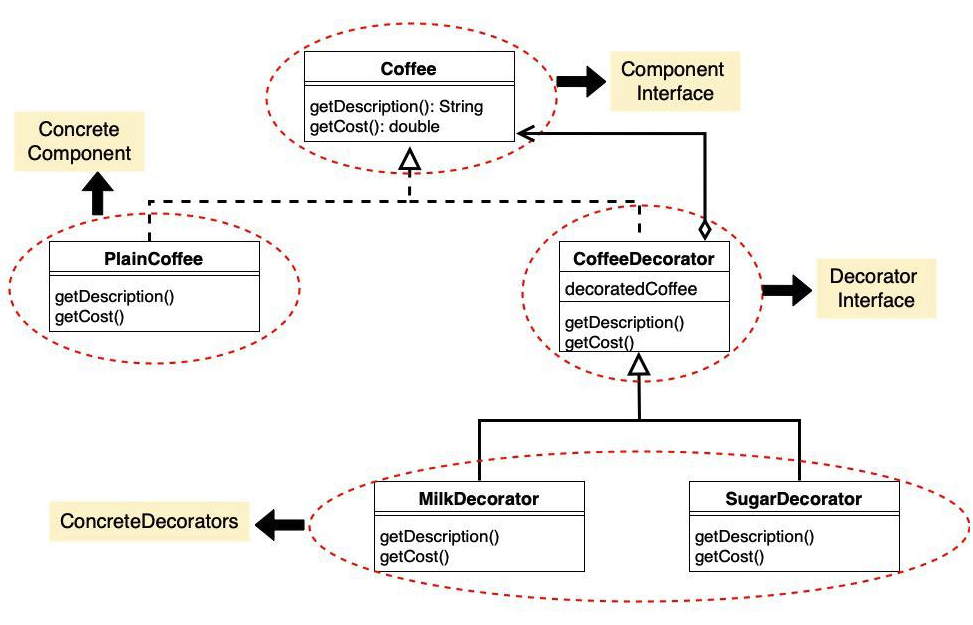 Coffee
getDescription(): String
getCost(): double
Component
Interface
Concrete
Component
PlainCoffee
getDescription()
getCost()
CoffeeDecorator
decoratedCoffee
getDescription()
getCost()
Decorator
Interface
MilkDecorator
getDescription()
getCost()
SugarDecorator
getDescription()
getCost()
ConcreteDecorators